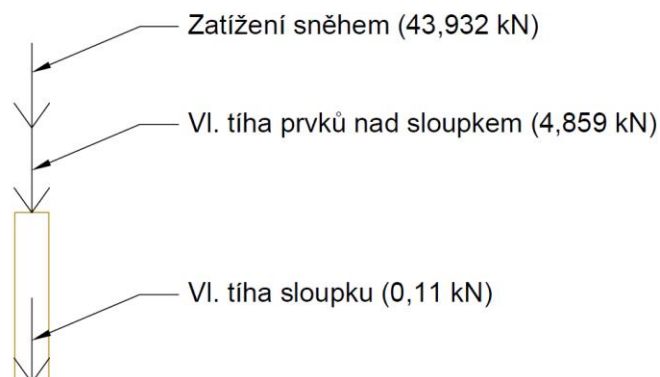 Zatížení sněhem (43,932 kN)
Vl. tíha prvků nad sloupkem (4,859 kN)
Vl. tíha sloupku (0,11 kN)